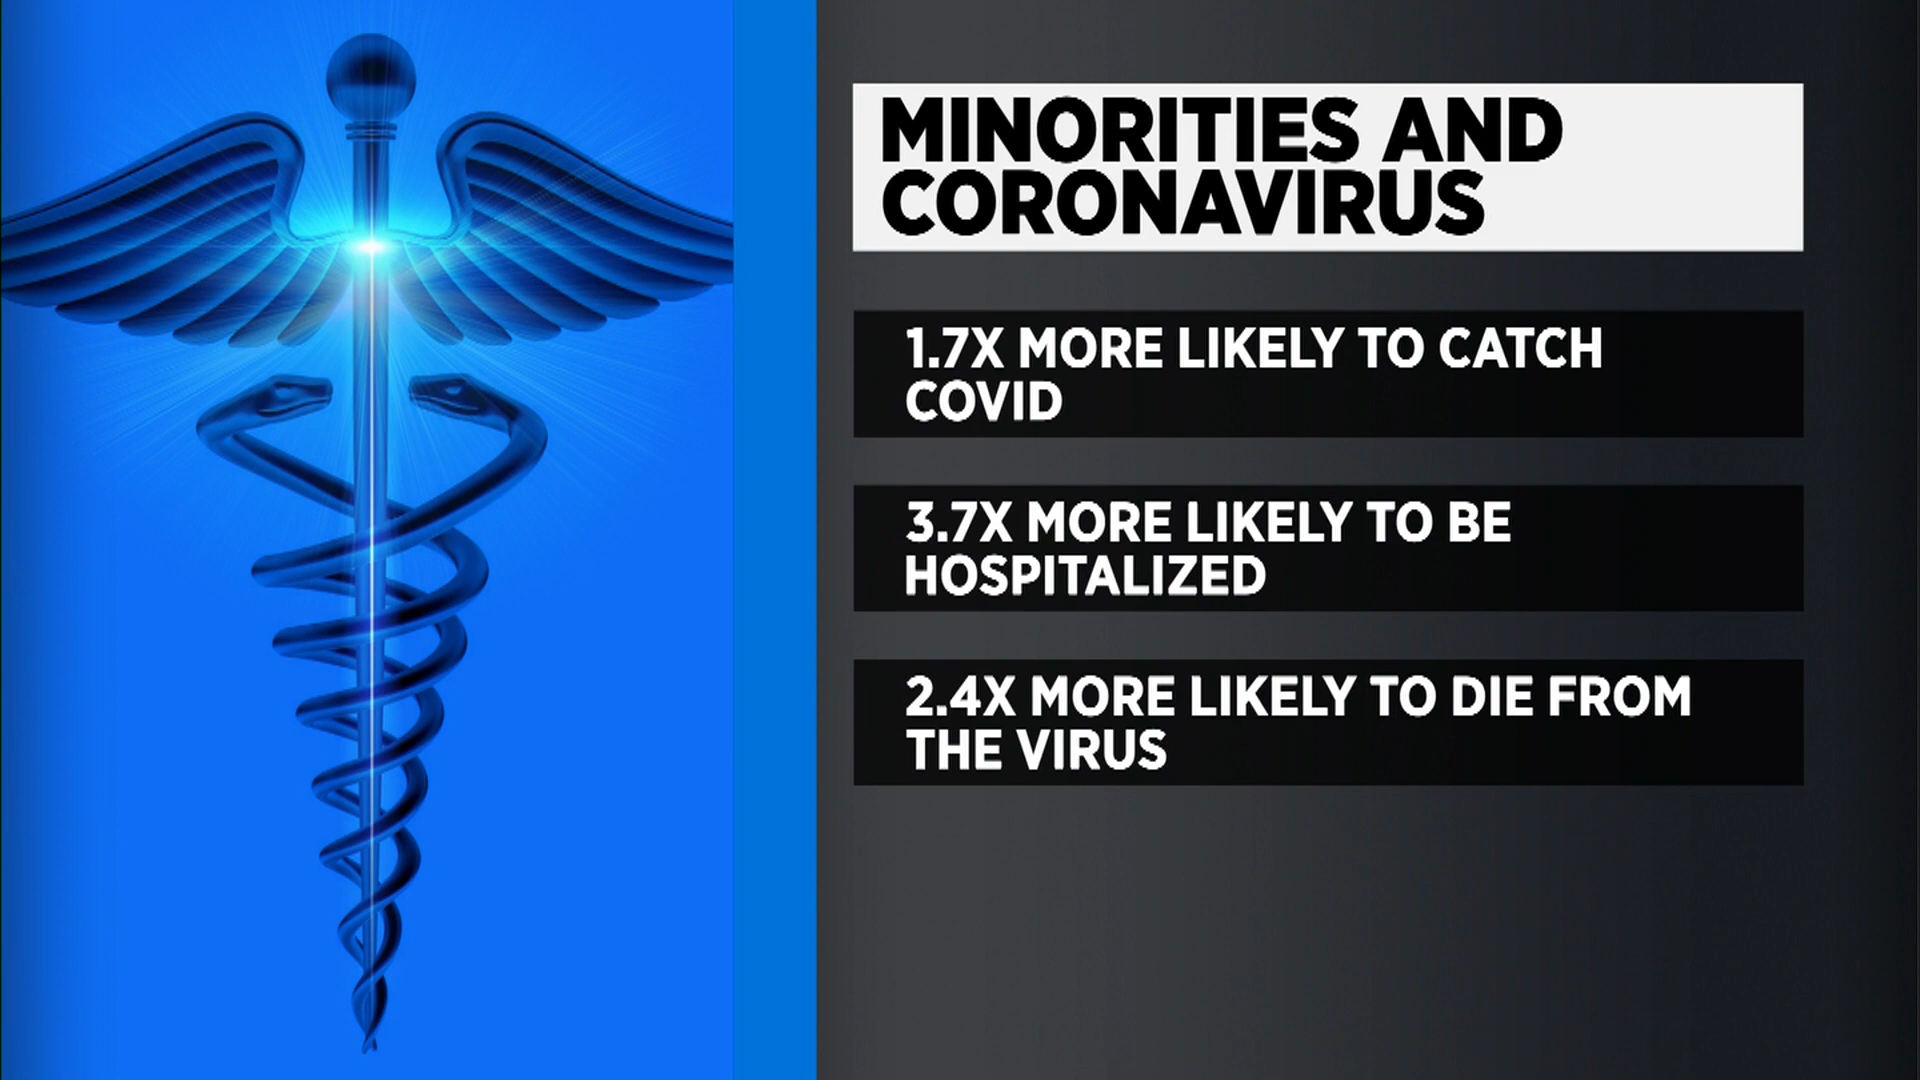 MINORITIES AND
CORONAVIRUS
1.7X MORE LIKELY TO CATCH
COVID
3.7X MORE LIKELY TO BE
HOSPITALIZED
2.4X MORE LIKELY TO DIE FROM
THE VIRUS